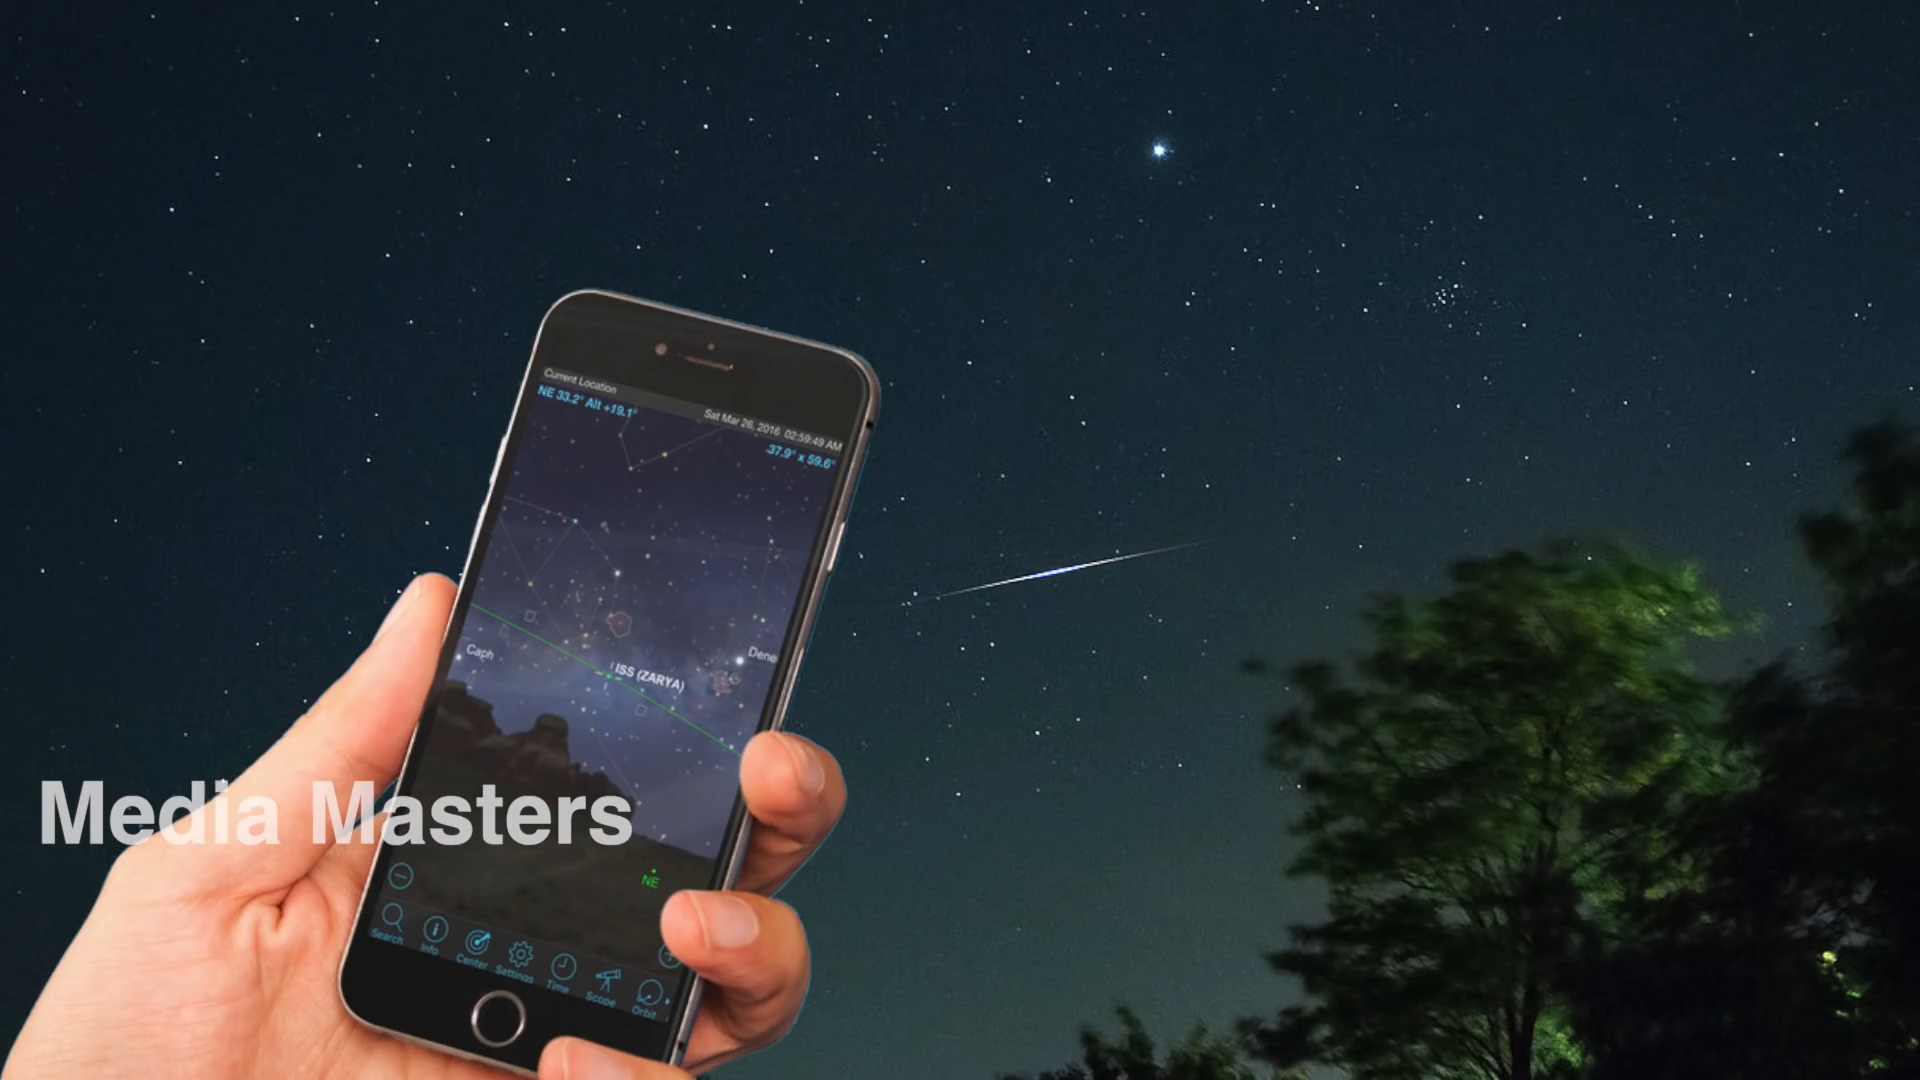 Current Location
NE 33.2° Alt +19.1°
Sat Mar 26, 2016 02:59:49 AM
37.9° x 59.6°
Caph
Dene
ISS (ZARYA)
Media Masters
NE
Search
Info
Center
Settings
Time
Scope
Orbit